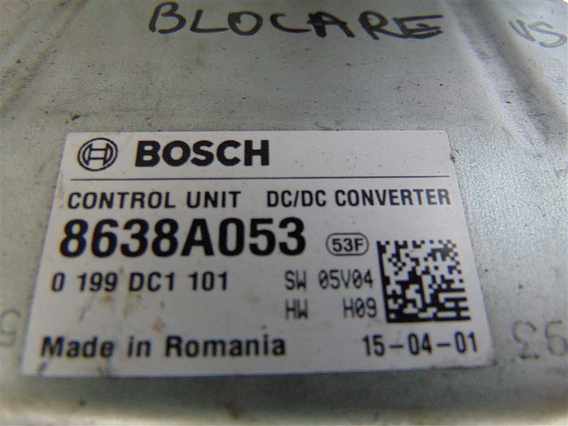 BLOCARE
BOSCH
CONTROL UNIT DC/DC CONVERTER
8638A053 53F
0 199 DC1 101 SW 05V04
HW H09
Made in Romania 15-04-01
93